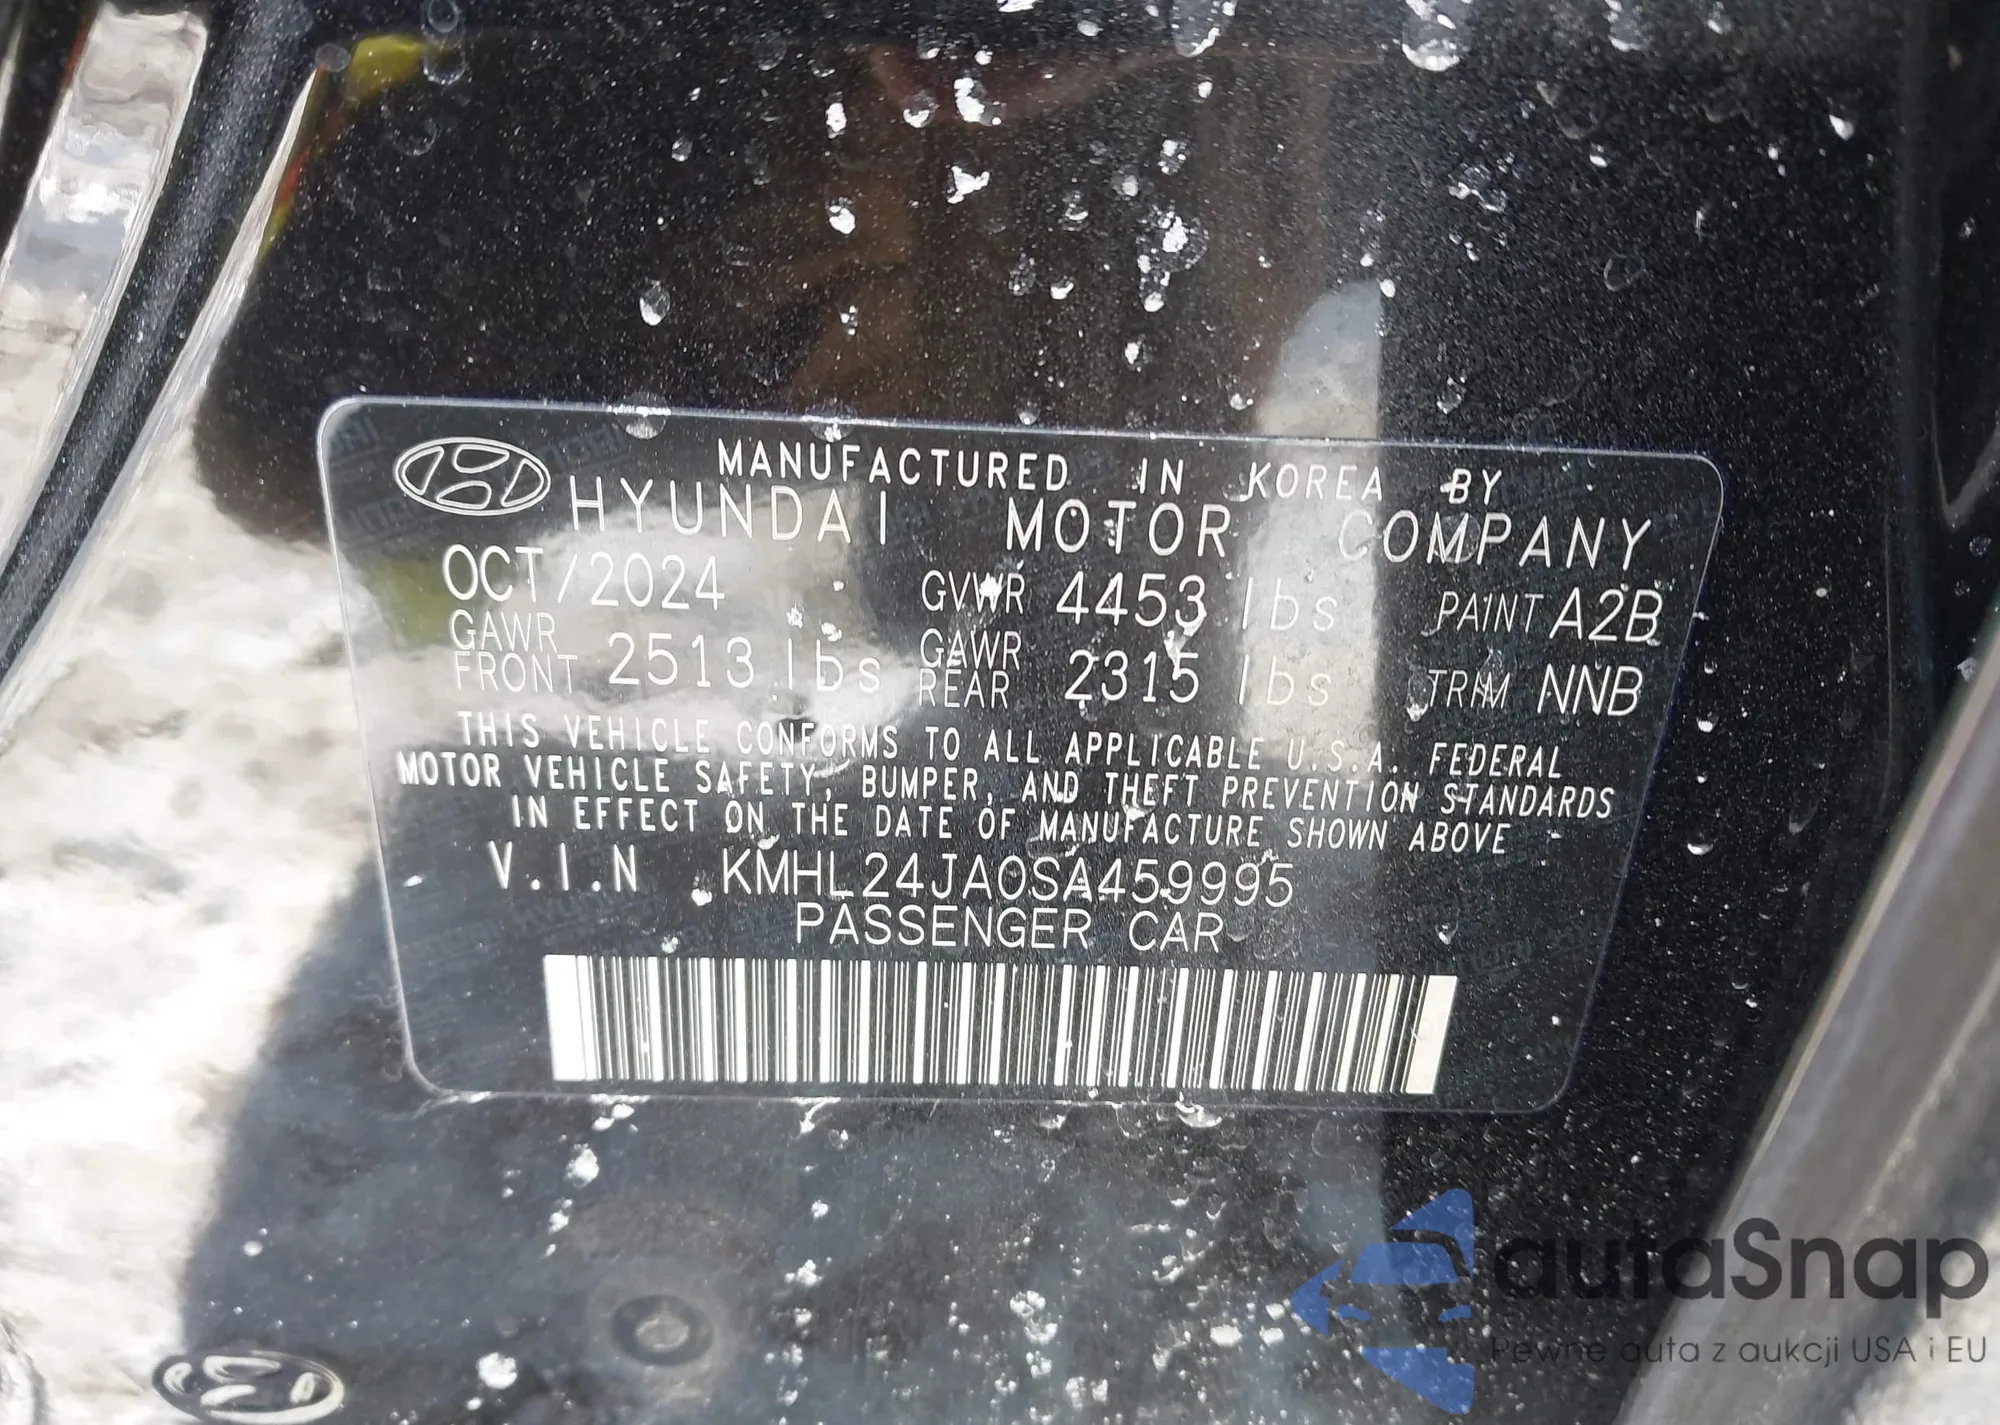 MANUFACTURED IN KOREA BY
HYUNDAI MOTOR COMPANY
OCT/2024 GVWR 4453 lbs PAINT A2B
GAWR FRONT 2513 lbs GAWR REAR 2315 lbs TRIM NNB
THIS VEHICLE CONFORMS TO ALL APPLICABLE U.S.A. FEDERAL
MOTOR VEHICLE SAFETY, BUMPER, AND THEFT PREVENTION STANDARDS
IN EFFECT ON THE DATE OF MANUFACTURE SHOWN ABOVE
V.I.N KMHL24JA0SA459995
PASSENGER CAR
autaSnap
Pewne auta z aukcji USA i EU